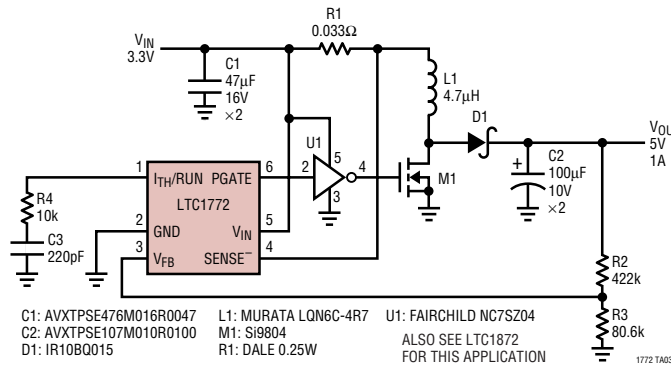 R1
0.033Ω
VIN
3.3V
C1
47µF
16V
×2
L1
4.7µH
D1
VOU
5V
1A
U1
5
2
4
3
M1
+
C2
100µF
10V
×2
1
ITH/RUN PGATE
6
LTC1772
R4
10k
2
GND
VIN
5
3
VFB
SENSE–
4
C3
220pF
R2
422k
R3
80.6k
C1: AVXTPSE476M016R0047
C2: AVXTPSE107M010R0100
D1: IR10BQ015
L1: MURATA LQN6C-4R7
M1: Si9804
R1: DALE 0.25W
U1: FAIRCHILD NC7SZ04
ALSO SEE LTC1872
FOR THIS APPLICATION
1772 TA03